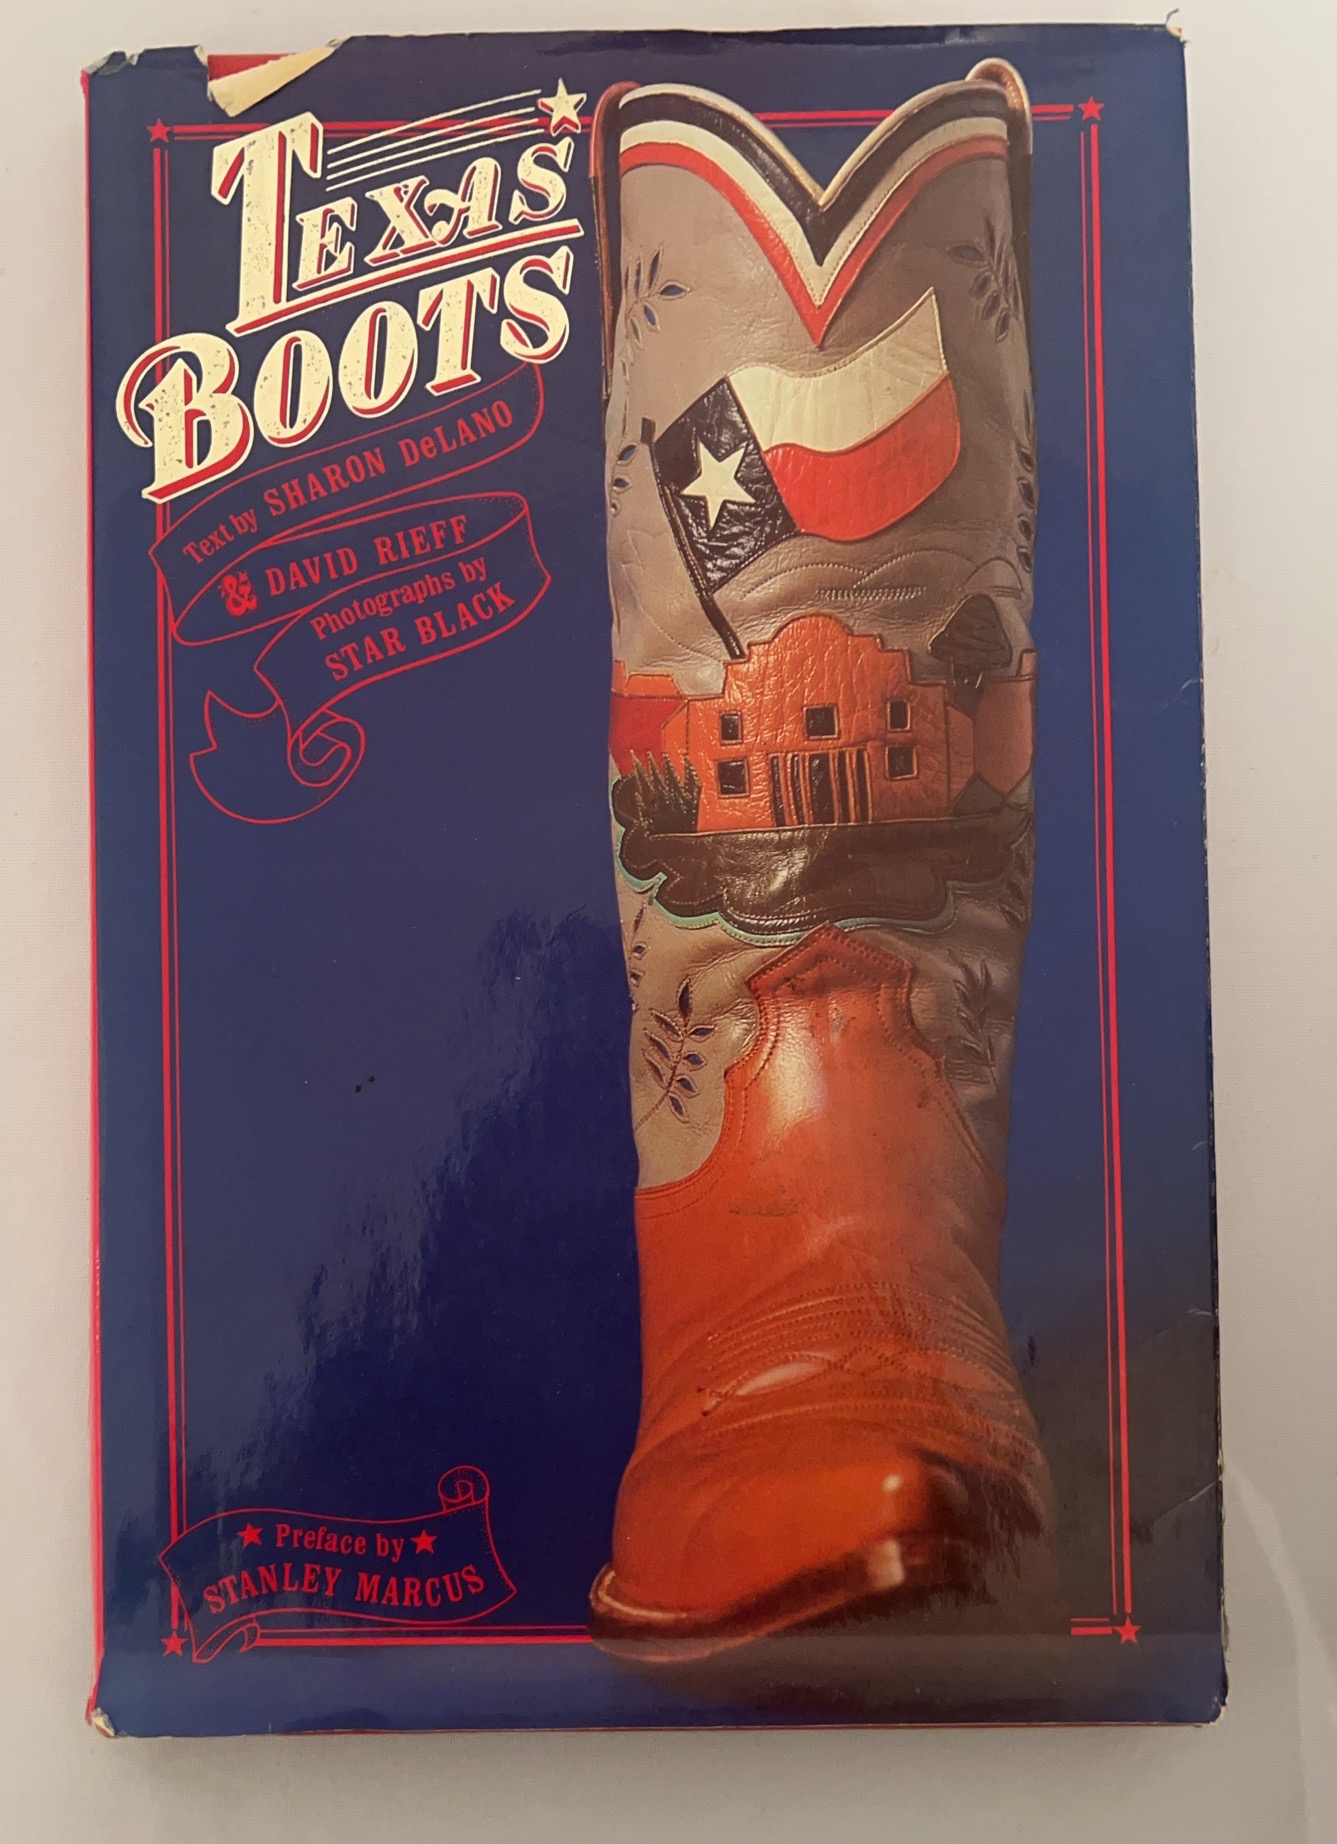 TEXAS
BOOTS
Text by SHARON DeLANO
& DAVID RIEFF
Photographs by
STAR BLACK
Preface by
STANLEY MARCUS